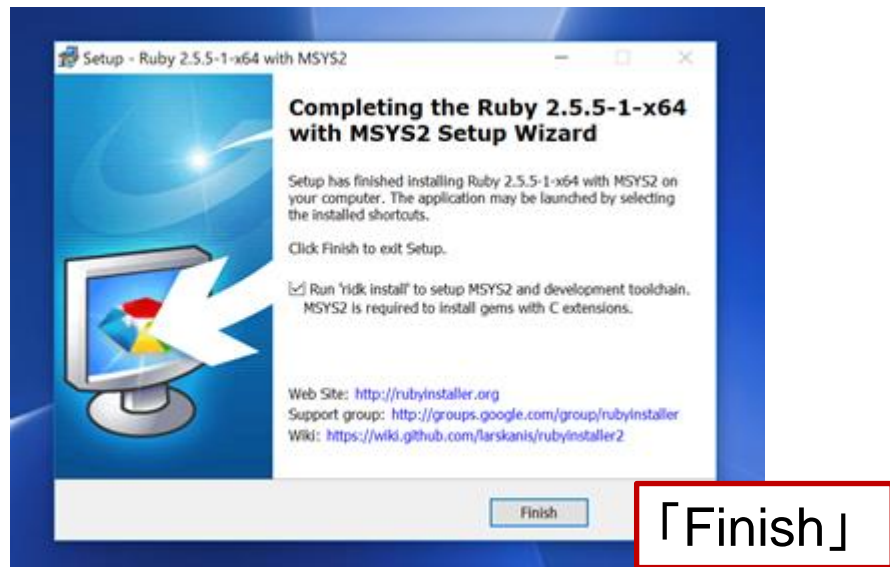 Setup - Ruby 2.5.5-1-x64 with MSYS2
Completing the Ruby 2.5.5-1-x64
with MSYS2 Setup Wizard
Setup has finished installing Ruby 2.5.5-1-x64 with MSYS2 on
your computer. The application may be launched by selecting
the installed shortcuts.
Click Finish to exit Setup.
Run 'ridk install' to setup MSYS2 and development toolchain.
MSYS2 is required to install gems with C extensions.
Web Site: http://rubyinstaller.org
Support group: http://groups.google.com/group/rubyinstaller
Wiki: https://wiki.github.com/larskanis/rubyinstaller2
Finish
「Finish」